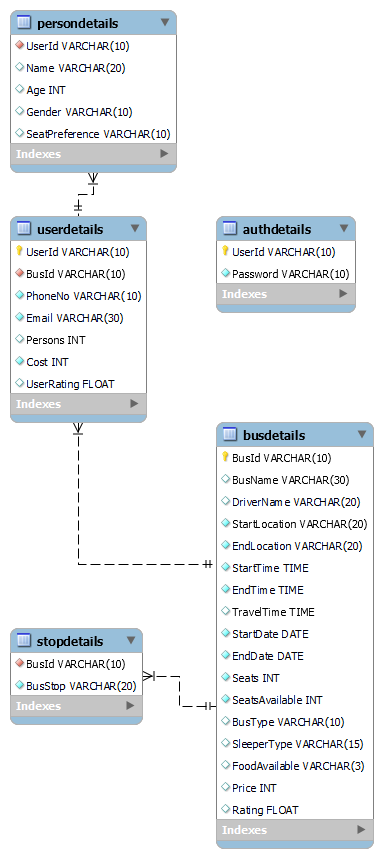 persondetails
UserId VARCHAR(10)
Name VARCHAR(20)
Age INT
Gender VARCHAR(10)
SeatPreference VARCHAR(10)
Indexes
userdetails
UserId VARCHAR(10)
BusId VARCHAR(10)
PhoneNo VARCHAR(10)
Email VARCHAR(30)
Persons INT
Cost INT
UserRating FLOAT
Indexes
authdetails
UserId VARCHAR(10)
Password VARCHAR(10)
Indexes
busdetails
BusId VARCHAR(10)
BusName VARCHAR(30)
DriverName VARCHAR(20)
StartLocation VARCHAR(20)
EndLocation VARCHAR(20)
StartTime TIME
EndTime TIME
TravelTime TIME
StartDate DATE
EndDate DATE
Seats INT
SeatsAvailable INT
BusType VARCHAR(10)
SleeperType VARCHAR(15)
FoodAvailable VARCHAR(3)
Price INT
Rating FLOAT
Indexes
stopdetails
BusId VARCHAR(10)
BusStop VARCHAR(20)
Indexes